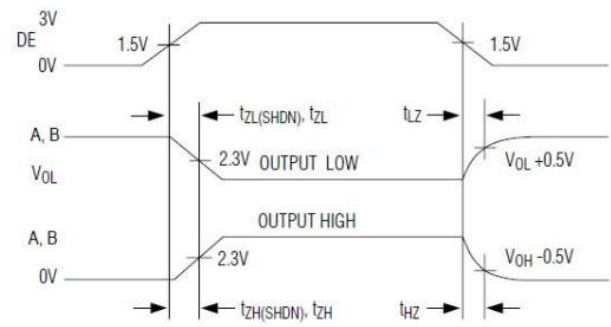 3V
DE
1.5V
1.5V
0V
A, B
tZL(SHDN), tZL
tLZ
2.3V OUTPUT LOW
VOL +0.5V
VOL
OUTPUT HIGH
A, B
2.3V
VOH -0.5V
0V
tZH(SHDN), tZH
tHZ